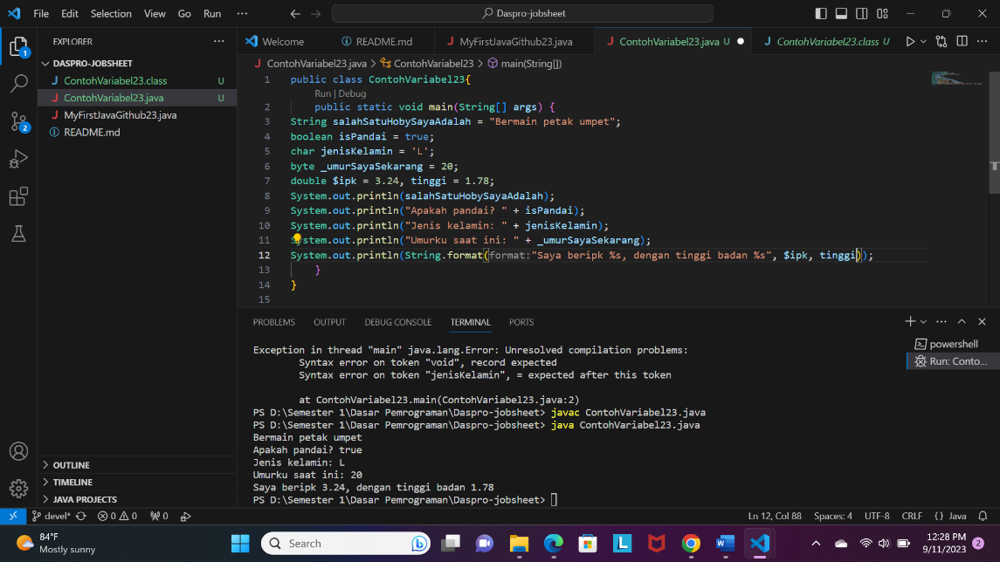 File Edit Selection View Go Run ··· Daspro-jobsheet
EXPLORER ···
Welcome README.md MyFirstJavaGithub23.java ContohVariabel23.java U ContohVariabel23.class U ···
DASPRO-JOBSHEET
ContohVariabel23.class U
ContohVariabel23.java U
MyFirstJavaGithub23.java
README.md
1
2
ContohVariabel23.java > ContohVariabel23 > main(String[])
1 public class ContohVariabel23{
Run | Debug
2 public static void main(String[] args) {
3 String salahSatuHobySayaAdalah = "Bermain petak umpet";
4 boolean isPandai = true;
5 char jenisKelamin = 'L';
6 byte _umurSayaSekarang = 20;
7 double $ipk = 3.24, tinggi = 1.78;
8 System.out.println(salahSatuHobySayaAdalah);
9 System.out.println("Apakah pandai? " + isPandai);
10 System.out.println("Jenis kelamin: " + jenisKelamin);
11 System.out.println("Umurku saat ini: " + _umurSayaSekarang);
12 System.out.println(String.format(format:"Saya beripk %s, dengan tinggi badan %s", $ipk, tinggi));
13 }
14 }
15
PROBLEMS OUTPUT DEBUG CONSOLE TERMINAL PORTS ···
powershell
Run: Conto...
Exception in thread "main" java.lang.Error: Unresolved compilation problems:
Syntax error on token "void", record expected
Syntax error on token "jenisKelamin", = expected after this token
at ContohVariabel23.main(ContohVariabel23.java:2)
PS D:\Semester 1\Dasar Pemrograman\Daspro-jobsheet> javac ContohVariabel23.java
PS D:\Semester 1\Dasar Pemrograman\Daspro-jobsheet> java ContohVariabel23.java
Bermain petak umpet
Apakah pandai? true
Jenis kelamin: L
Umurku saat ini: 20
Saya beripk 3.24, dengan tinggi badan 1.78
PS D:\Semester 1\Dasar Pemrograman\Daspro-jobsheet>
OUTLINE
TIMELINE
JAVA PROJECTS
devel* 0 0 0 Ln 12, Col 88 Spaces: 4 UTF-8 CRLF {} Java
84°F
Mostly sunny
Search
L
W
12:28 PM
9/11/2023 2